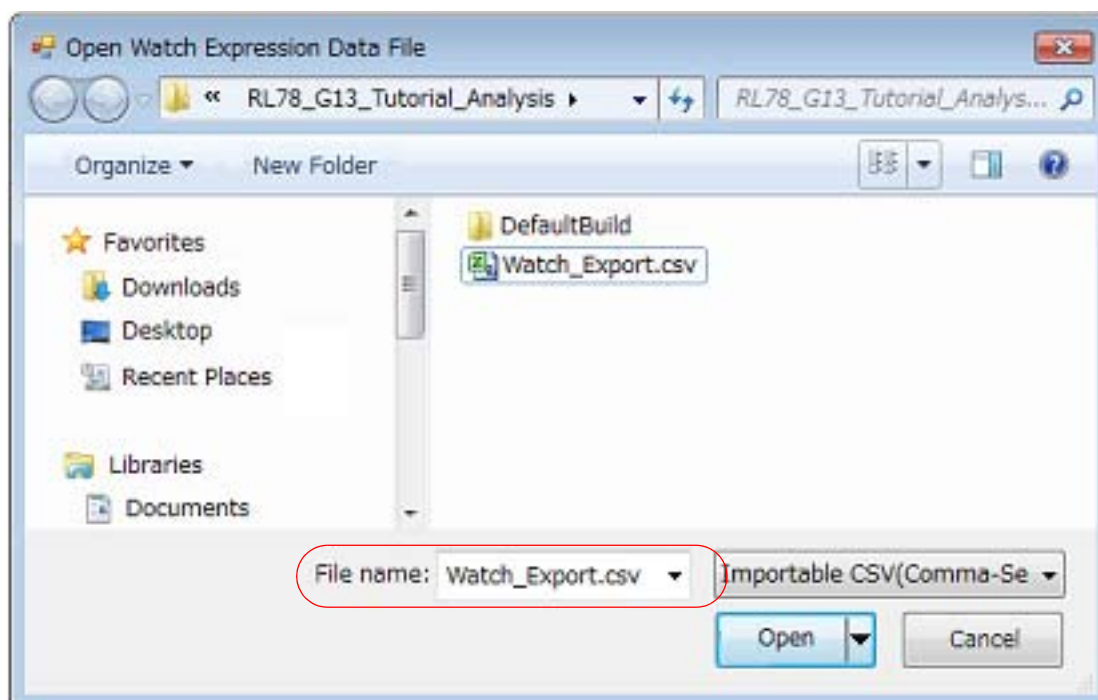 Open Watch Expression Data File
« RL78_G13_Tutorial_Analysis
RL78_G13_Tutorial_Analys...
Organize
New Folder
Favorites
Downloads
Desktop
Recent Places
Libraries
Documents
DefaultBuild
Watch_Export.csv
File name: Watch_Export.csv
Importable CSV(Comma-Se
Open
Cancel